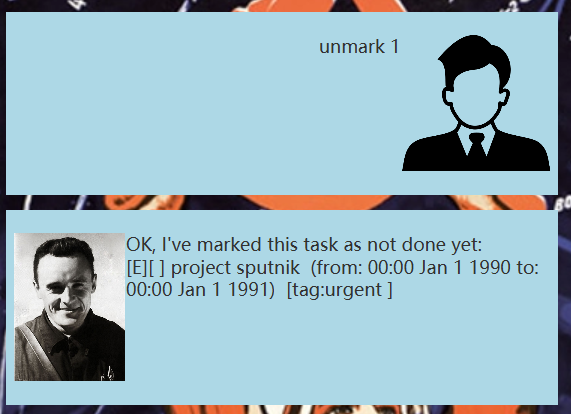 unmark 1
OK, I've marked this task as not done yet:
[E][ ] project sputnik  (from: 00:00 Jan 1 1990 to:
00:00 Jan 1 1991)  [tag:urgent ]